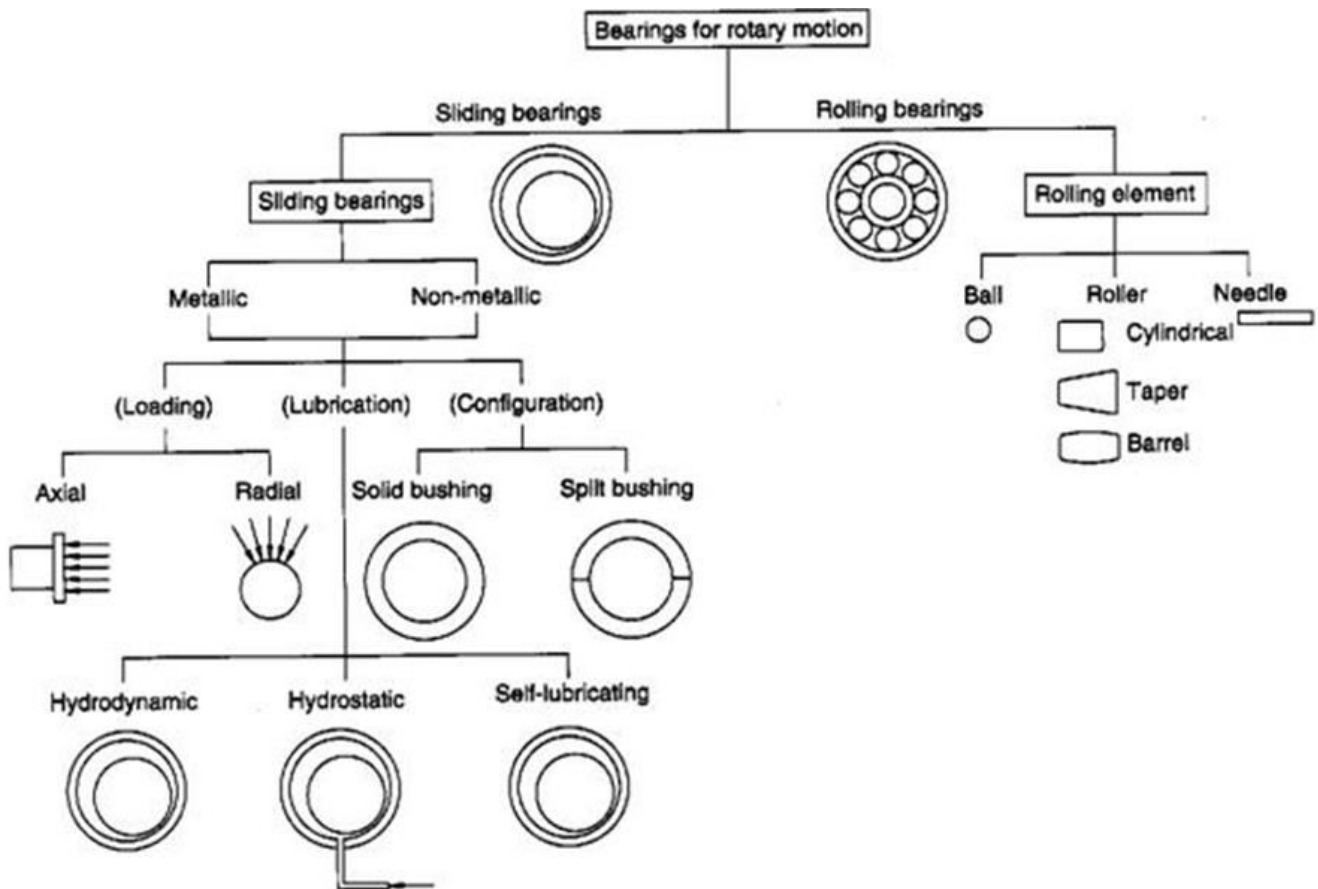 Bearings for rotary motion
Sliding bearings
Rolling bearings
Sliding bearings
Rolling element
Metallic
Non-metallic
Ball
Roller
Needle
Cylindrical
Taper
Barrel
(Loading)
(Lubrication)
(Configuration)
Axial
Radial
Solid bushing
Split bushing
Hydrodynamic
Hydrostatic
Self-lubricating